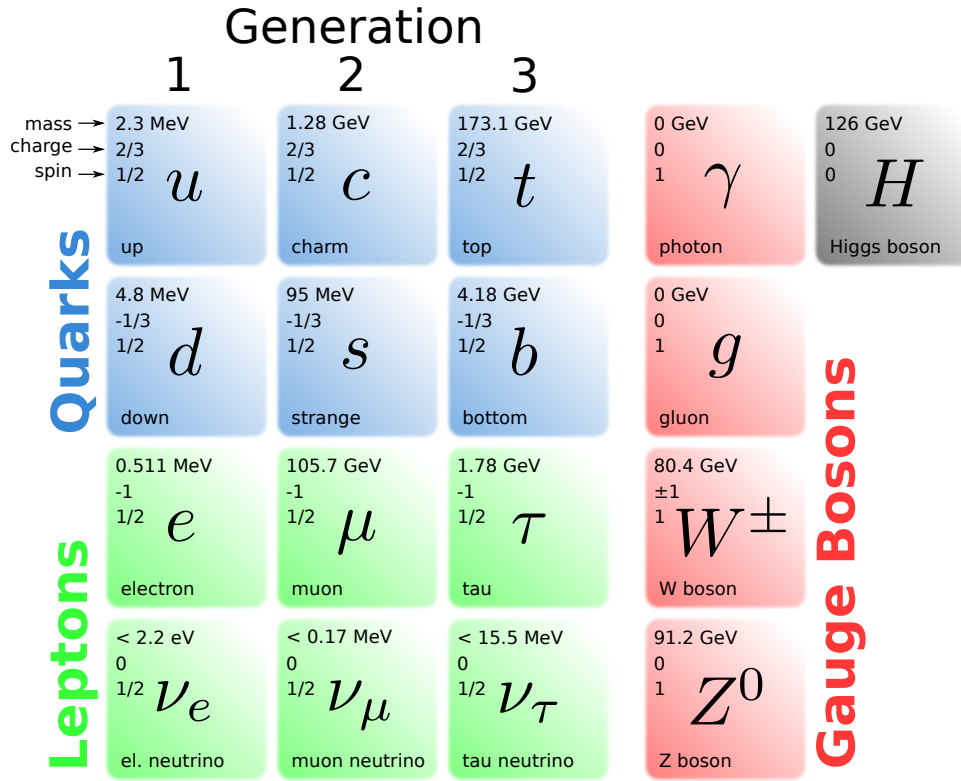 Generation
1 2 3
mass
charge
spin
Quarks
Leptons
Gauge Bosons
2.3 MeV
2/3
1/2
u
up
1.28 GeV
2/3
1/2
c
charm
173.1 GeV
2/3
1/2
t
top
0 GeV
0
1
γ
photon
126 GeV
0
0
H
Higgs boson
4.8 MeV
-1/3
1/2
d
down
95 MeV
-1/3
1/2
s
strange
4.18 GeV
-1/3
1/2
b
bottom
0 GeV
0
1
g
gluon
0.511 MeV
-1
1/2
e
electron
105.7 GeV
-1
1/2
μ
muon
1.78 GeV
-1
1/2
τ
tau
80.4 GeV
±1
1
W±
W boson
< 2.2 eV
0
1/2
νe
el. neutrino
< 0.17 MeV
0
1/2
νμ
muon neutrino
< 15.5 MeV
0
1/2
ντ
tau neutrino
91.2 GeV
0
1
Z0
Z boson